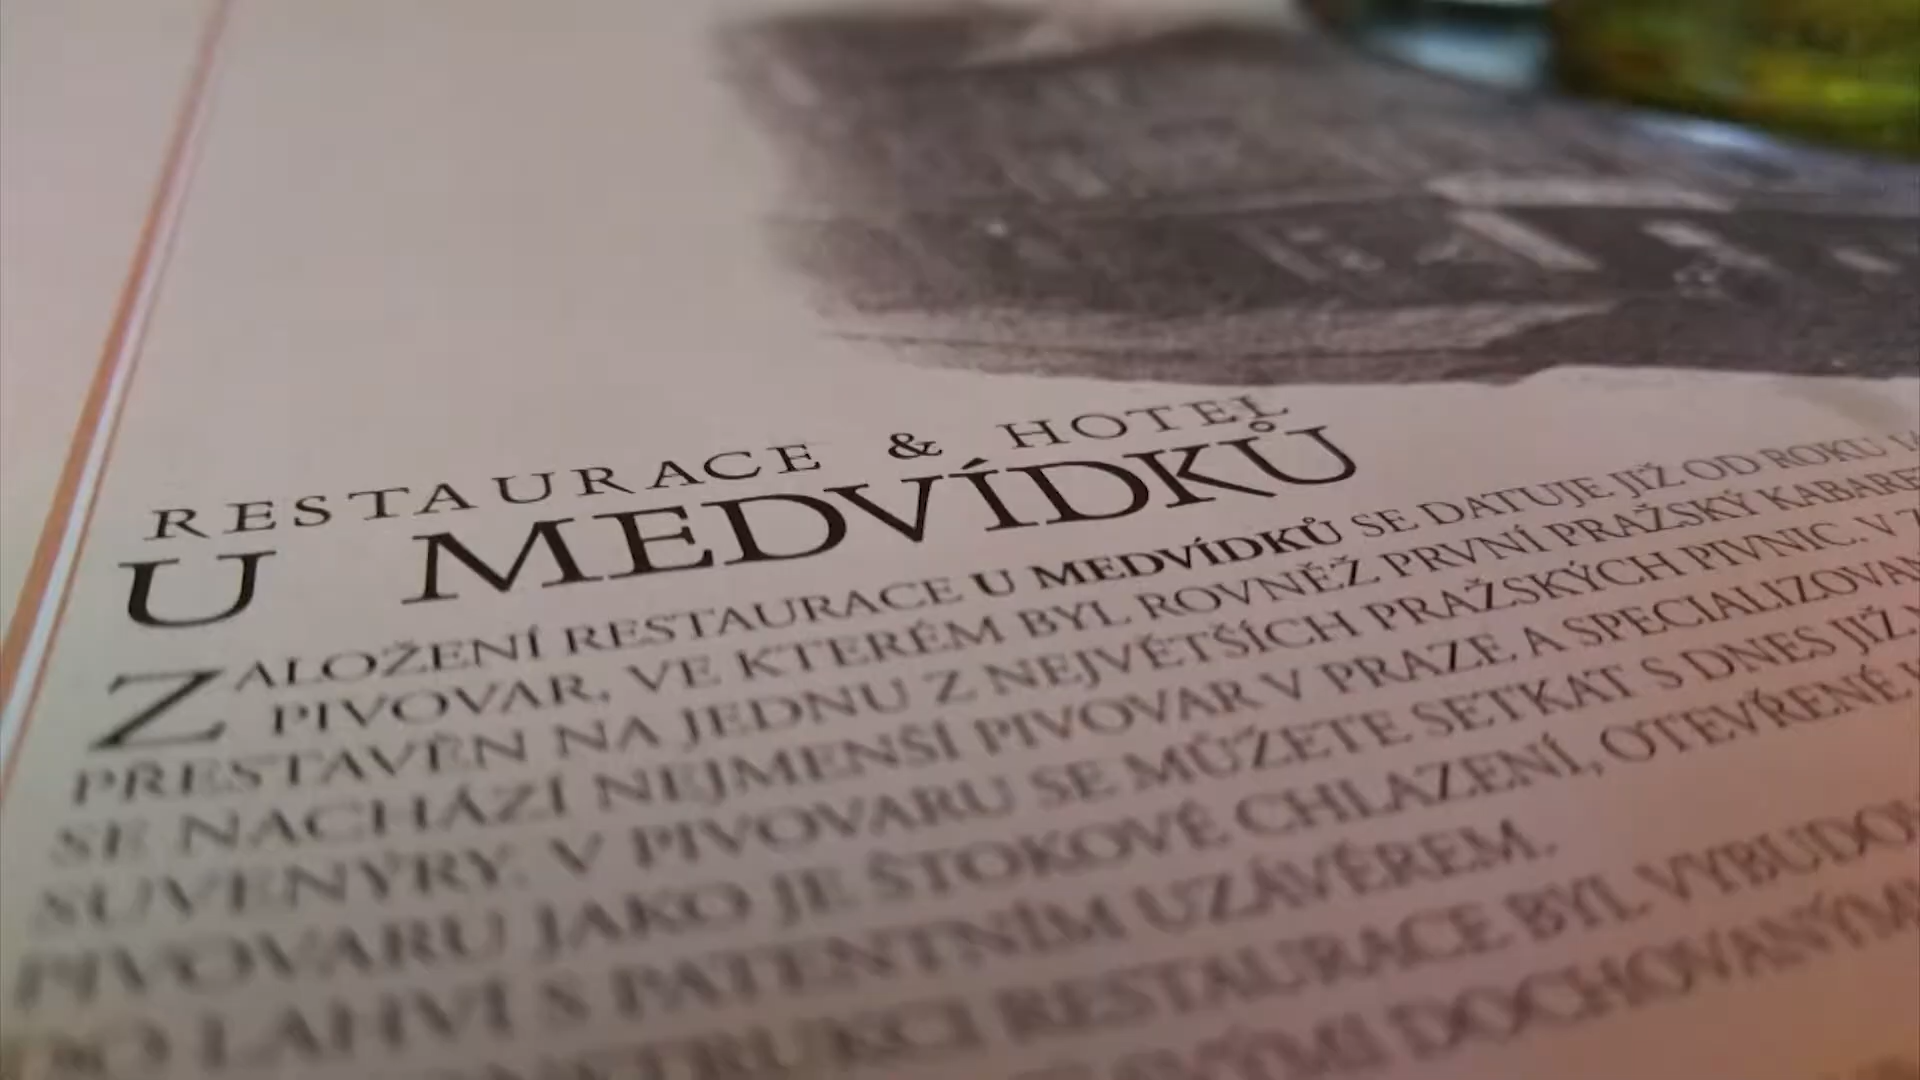 RESTAURACE & HOTEL
U MEDVÍDKŮ
ZALOŽENÍ RESTAURACE U MEDVÍDKŮ SE DATUJE JIŽ OD ROKU
PIVOVAR, VE KTERÉM BYL ROVNĚŽ PRVNÍ PRAŽSKÝ KABARE
PŘESTAVĚN NA JEDNU Z NEJVĚTŠÍCH PRAŽSKÝCH PIVNIC. V
SE NACHÁZÍ NEJMENŠÍ PIVOVAR V PRAZE A SPECIALIZOVAN
SUVENÝRY. V PIVOVARU SE MŮŽETE SETKAT S DNES JIŽ
PIVOVARU JAKO JE ŠTOKOVÉ CHLAZENÍ, OTEVŘENÉ
DO LAHVÍ S PATENTNÍM UZÁVĚREM.
RESTAURACE BYL VYBUDO
DOCHOVANÝMI